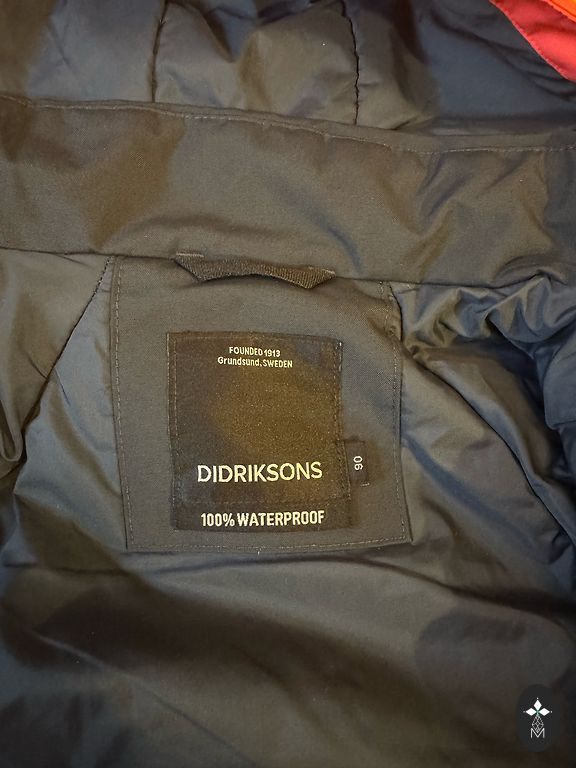 FOUNDED 1913
Grundsund, SWEDEN
DIDRIKSONS
90
100% WATERPROOF
M